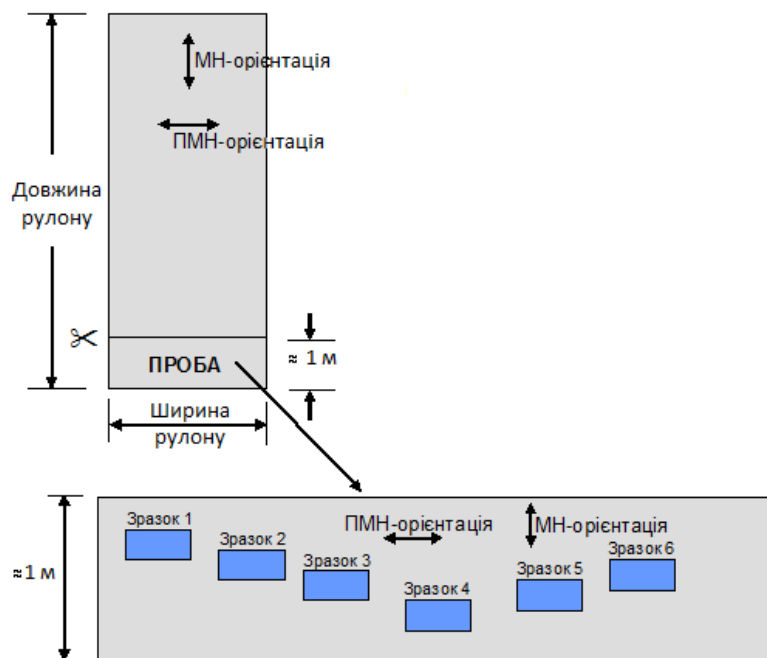 МН-орієнтація
ПМН-орієнтація
Довжина
рулону
ПРОБА
≈ 1 м
Ширина
рулону
Зразок 1
Зразок 2
Зразок 3
ПМН-орієнтація
Зразок 4
МН-орієнтація
Зразок 5
Зразок 6
≈1 м